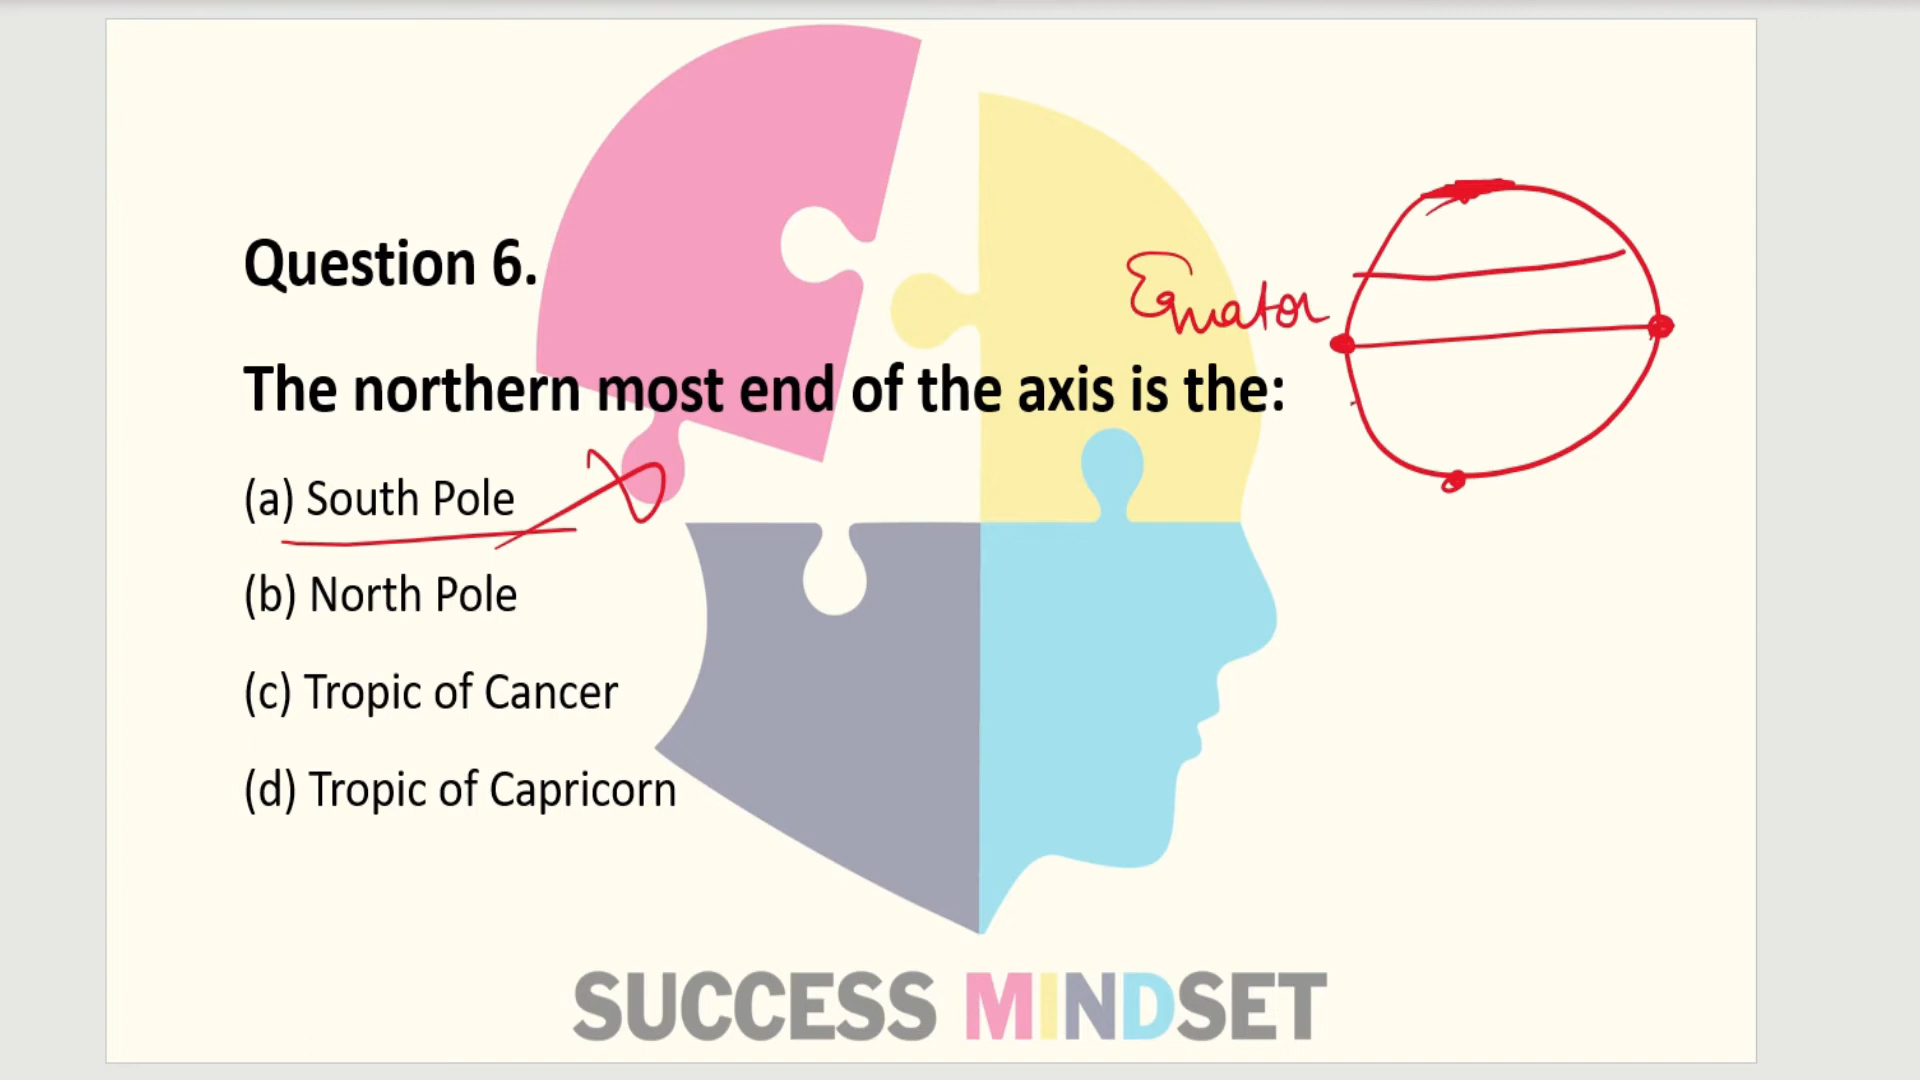 Question 6.
Equator
The northern most end of the axis is the:
(a) South Pole
(b) North Pole
(c) Tropic of Cancer
(d) Tropic of Capricorn
SUCCESS MINDSET